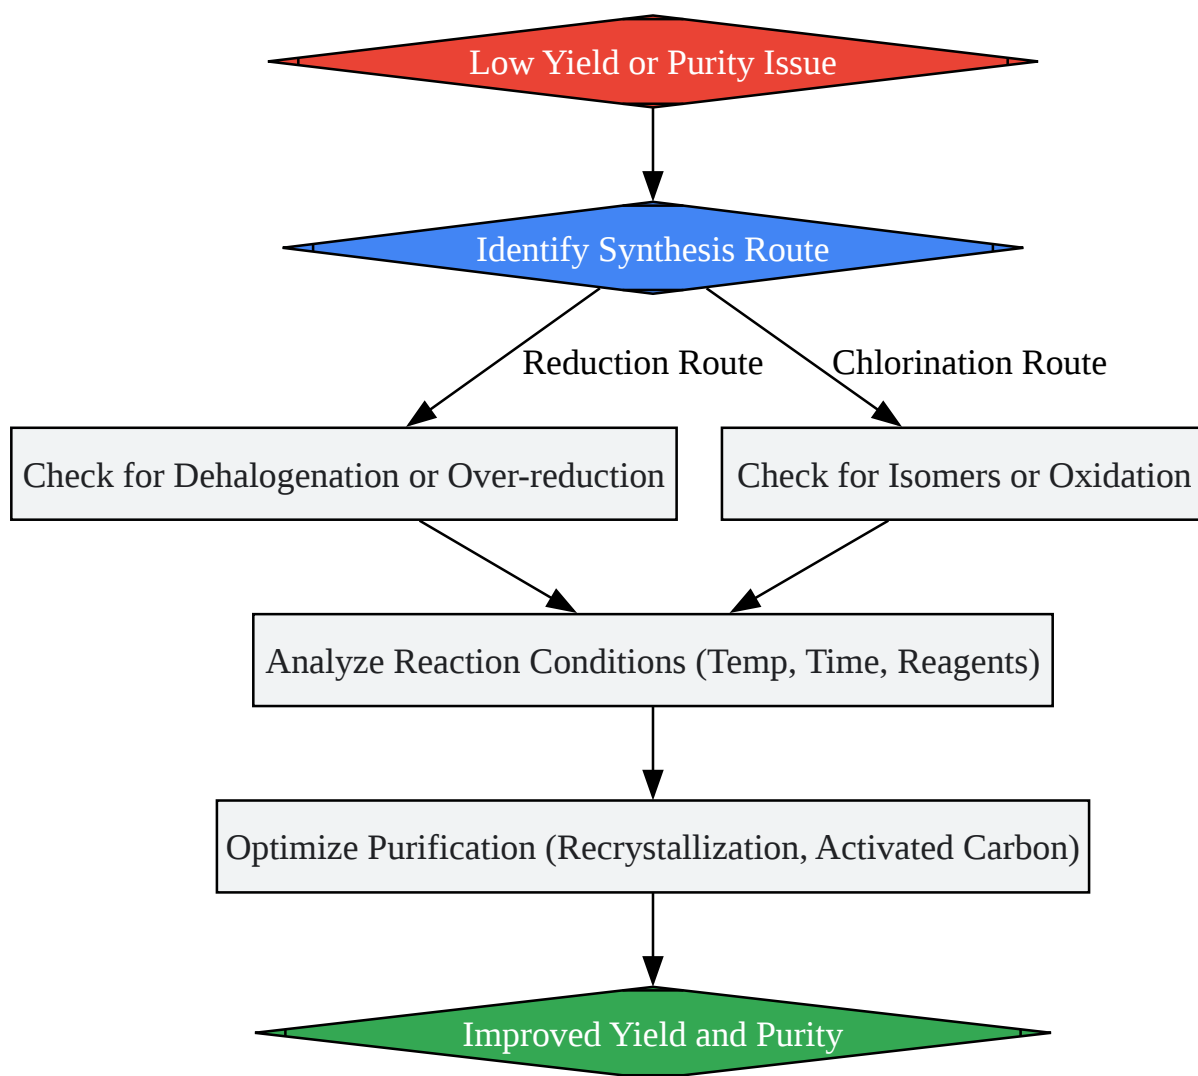 Low Yield or Purity Issue
Identify Synthesis Route
Reduction Route
Chlorination Route
Check for Dehalogenation or Over-reduction
Check for Isomers or Oxidation
Analyze Reaction Conditions (Temp, Time, Reagents)
Optimize Purification (Recrystallization, Activated Carbon)
Improved Yield and Purity